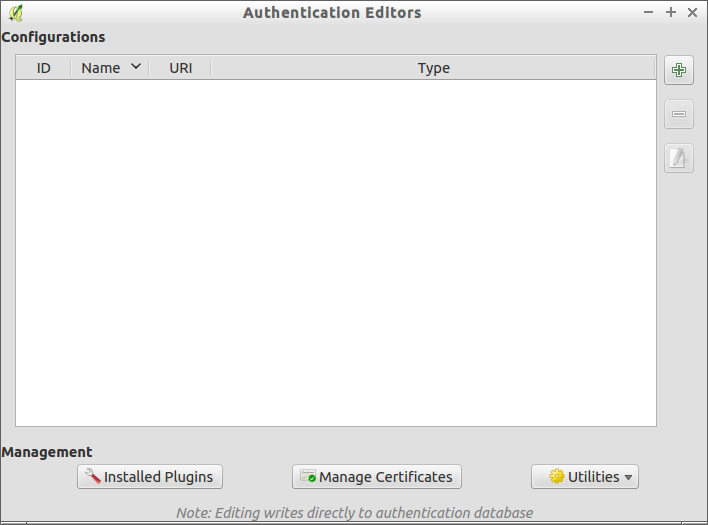 Authentication Editors
Configurations
ID Name URI Type
Management
Installed Plugins Manage Certificates Utilities
Note: Editing writes directly to authentication database